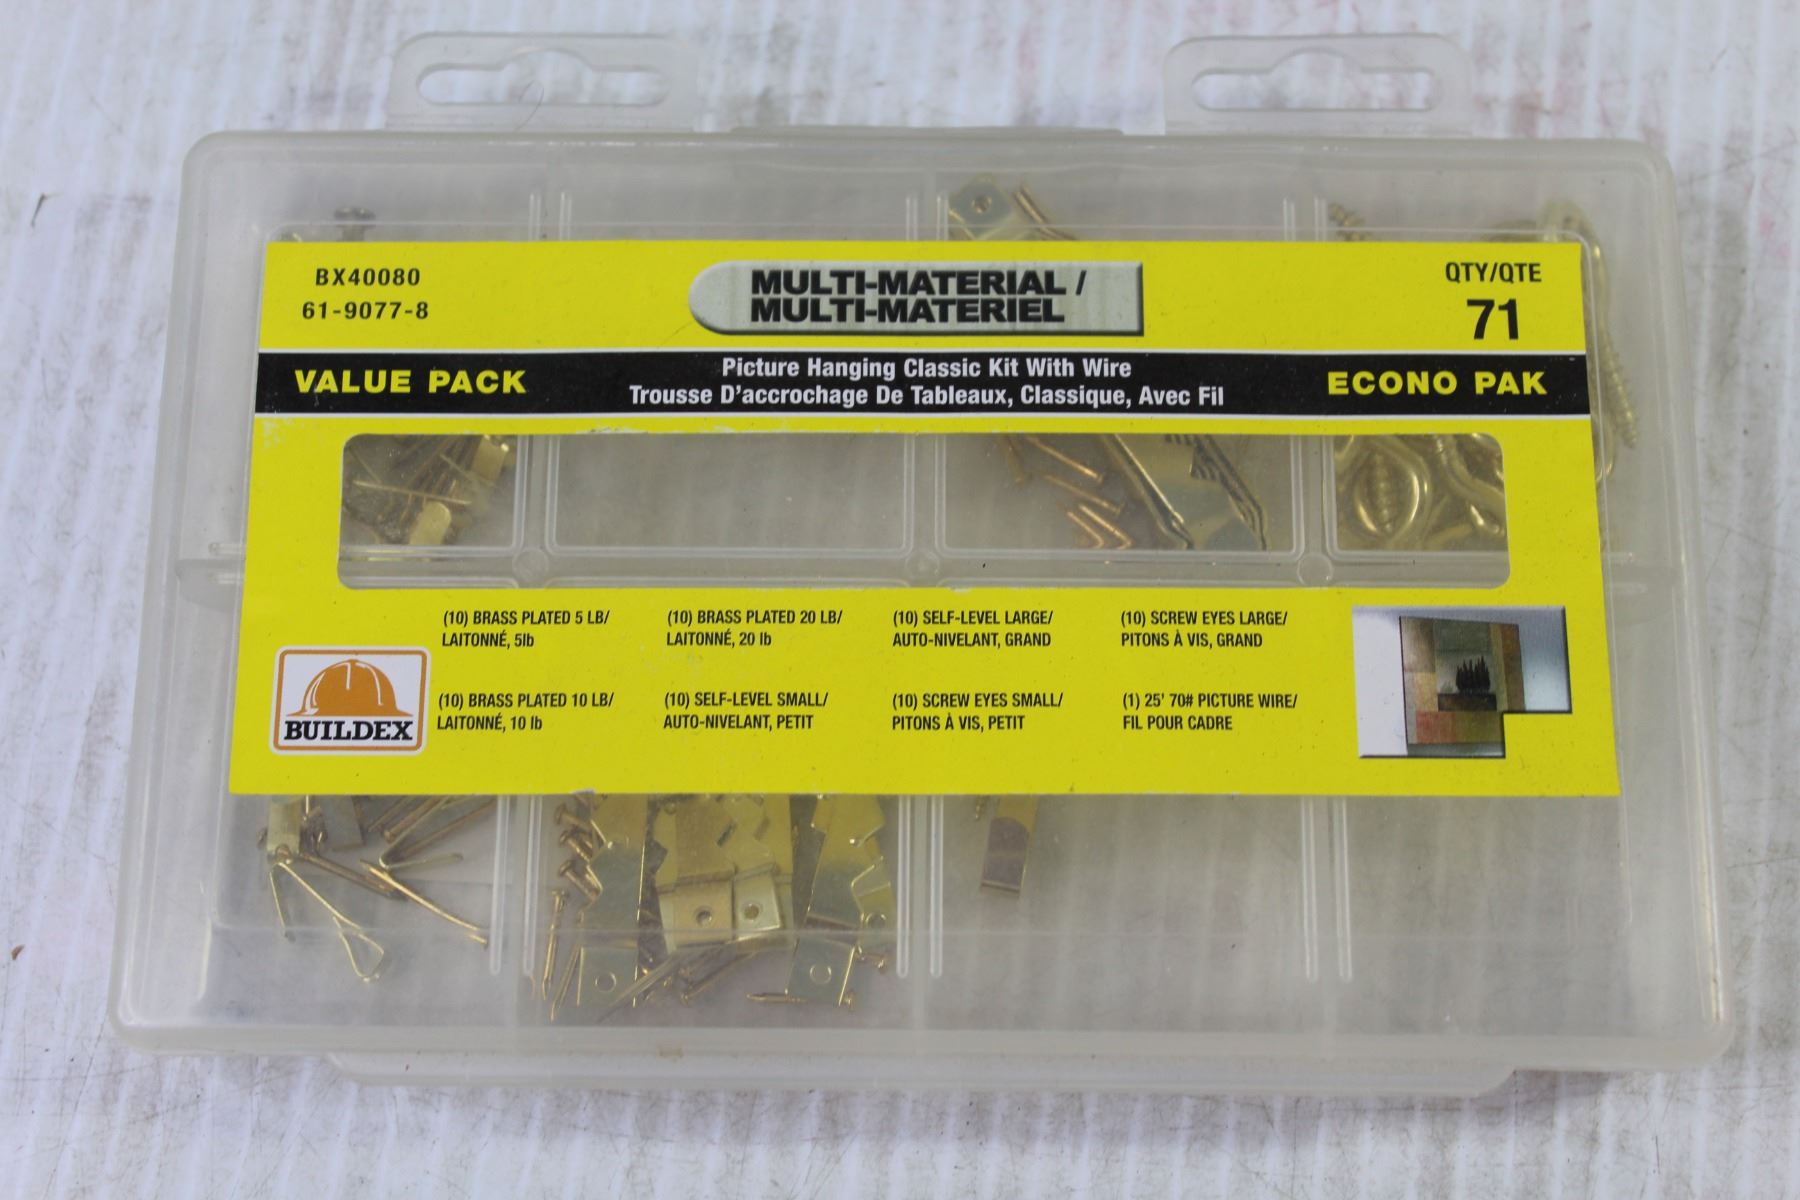 BX40080
61-9077-8
MULTI-MATERIAL /
MULTI-MATERIEL
QTY/QTE
71
VALUE PACK
Picture Hanging Classic Kit With Wire
Trousse D'accrochage De Tableaux, Classique, Avec Fil
ECONO PAK
(10) BRASS PLATED 5 LB/
LAITONNÉ, 5lb
(10) BRASS PLATED 20 LB/
LAITONNÉ, 20 lb
(10) SELF-LEVEL LARGE/
AUTO-NIVELANT, GRAND
(10) SCREW EYES LARGE/
PITONS À VIS, GRAND
BUILDEX
(10) BRASS PLATED 10 LB/
LAITONNÉ, 10 lb
(10) SELF-LEVEL SMALL/
AUTO-NIVELANT, PETIT
(10) SCREW EYES SMALL/
PITONS À VIS, PETIT
(1) 25' 70# PICTURE WIRE/
FIL POUR CADRE